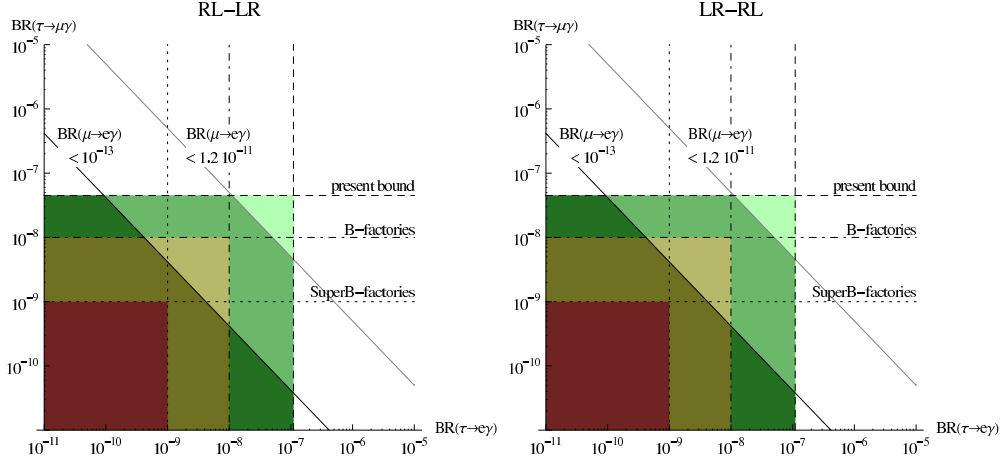 RL−LR
BR(τ→μγ)
10⁻⁵
10⁻⁶
10⁻⁷
10⁻⁸
10⁻⁹
10⁻¹⁰
BR(μ→eγ)
< 10⁻¹³
BR(μ→eγ)
< 1.2 10⁻¹¹
present bound
B−factories
SuperB−factories
BR(τ→eγ)
10⁻¹¹ 10⁻¹⁰ 10⁻⁹ 10⁻⁸ 10⁻⁷ 10⁻⁶ 10⁻⁵
LR−RL
BR(τ→μγ)
10⁻⁵
10⁻⁶
10⁻⁷
10⁻⁸
10⁻⁹
10⁻¹⁰
BR(μ→eγ)
< 10⁻¹³
BR(μ→eγ)
< 1.2 10⁻¹¹
present bound
B−factories
SuperB−factories
BR(τ→eγ)
10⁻¹¹ 10⁻¹⁰ 10⁻⁹ 10⁻⁸ 10⁻⁷ 10⁻⁶ 10⁻⁵